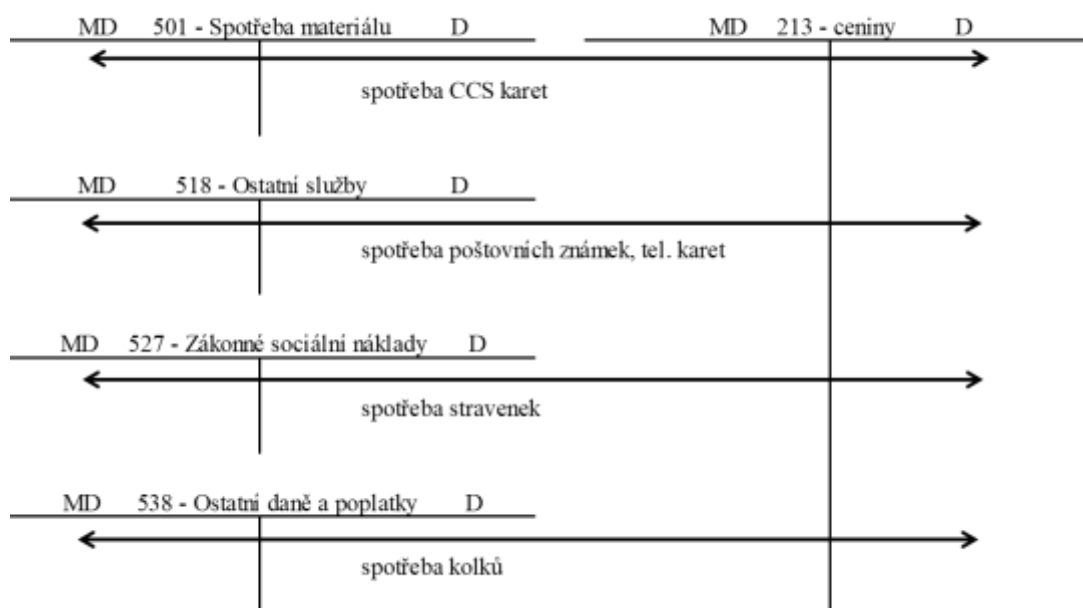 MD 501 - Spotřeba materiálu D MD 213 - ceniny D
spotřeba CCS karet
MD 518 - Ostatní služby D
spotřeba poštovních známek, tel. karet
MD 527 - Zákonné sociální náklady D
spotřeba stravenek
MD 538 - Ostatní daně a poplatky D
spotřeba kolků